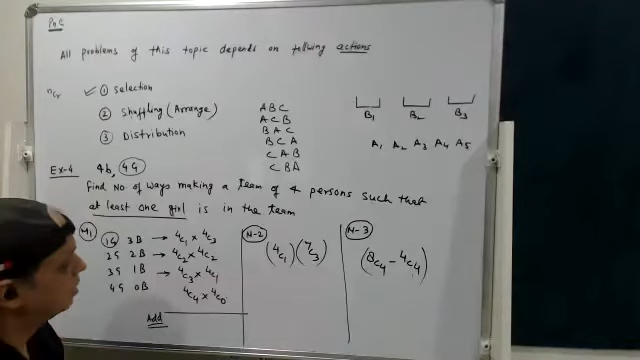 PnC
All problems of this topic depends on follwing actions
nCr ✓ ① selection
② Shuffling (Arrange)
③ Distribution
ABC
ACB
BAC
BCA
CAB
CBA
B1 B2 B3
A1 A2 A3 A4 A5
Ex-4 4b, 4G
Find No of ways making a team of 4 persons such that
at least one girl is in the team
M1
1G 3B → 4C1 × 4C3
2G 2B → 4C2 × 4C2
3G 1B → 4C3 × 4C1
4G 0B 4C4 × 4C0
Add
M-2
(4C1)(7C3)
M-3
(8C4 - 4C4)